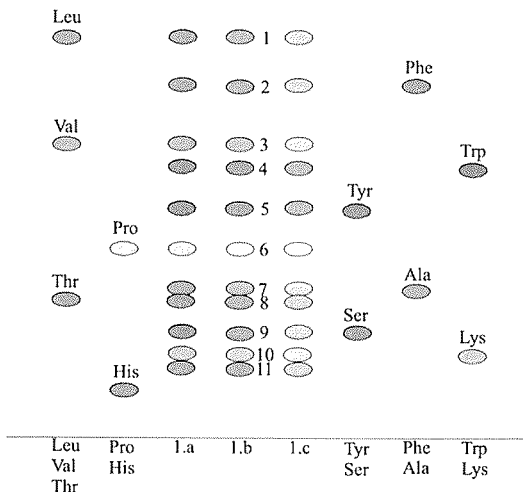 Leu
1
2
Phe
Val
3
4
Trp
5
Tyr
Pro
6
Thr
7
Ala
8
Ser
9
Lys
10
His
11
Leu Pro 1.a 1.b 1.c Tyr Phe Trp
Val His Ser Ala Lys
Thr